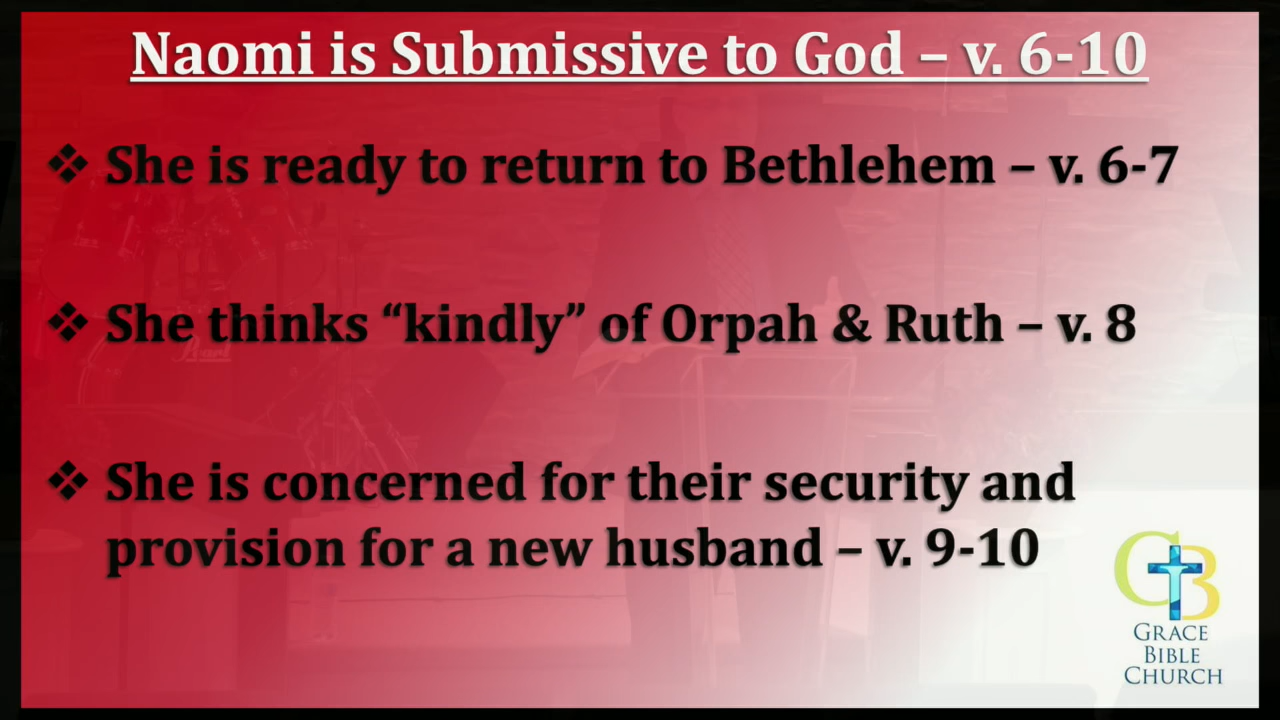 Naomi is Submissive to God – v. 6-10
❖ She is ready to return to Bethlehem – v. 6-7
❖ She thinks “kindly” of Orpah & Ruth – v. 8
❖ She is concerned for their security and
provision for a new husband – v. 9-10
GRACE
BIBLE
CHURCH